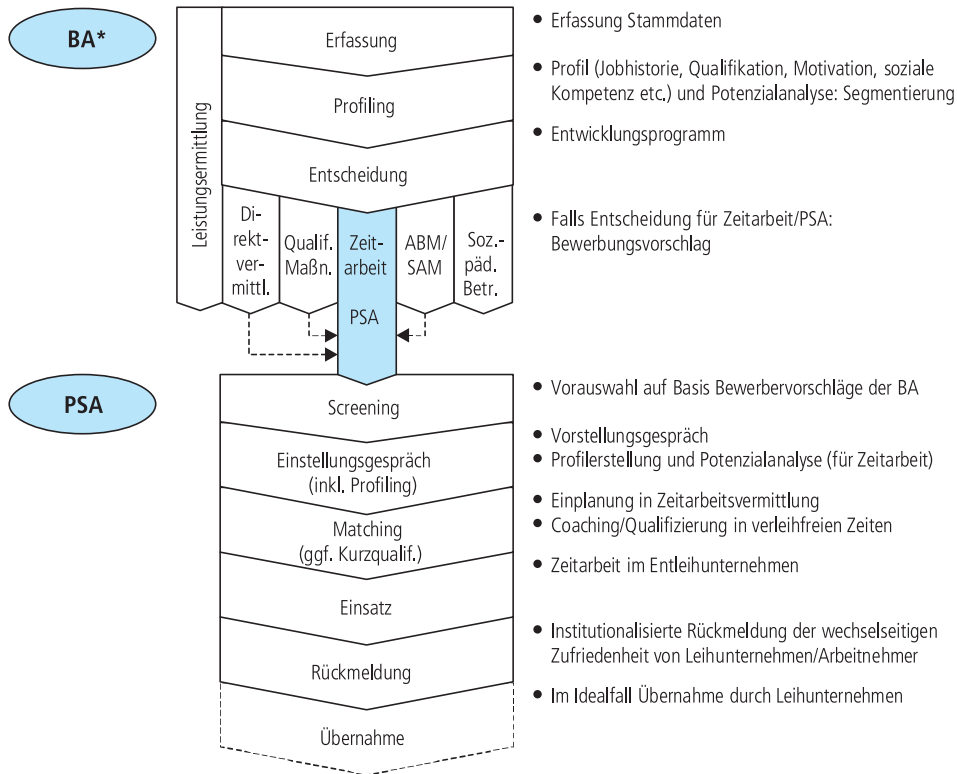 BA*
Leistungsermittlung
Erfassung
Profiling
Entscheidung
Di-
rekt-
ver-
mittl.
Qualif.
Maßn.
Zeit-
arbeit
PSA
ABM/
SAM
Soz.-
päd.
Betr.
• Erfassung Stammdaten
• Profil (Jobhistorie, Qualifikation, Motivation, soziale
Kompetenz etc.) und Potenzialanalyse: Segmentierung
• Entwicklungsprogramm
• Falls Entscheidung für Zeitarbeit/PSA:
Bewerbungsvorschlag
PSA
Screening
Einstellungsgespräch
(inkl. Profiling)
Matching
(ggf. Kurzqualif.)
Einsatz
Rückmeldung
Übernahme
• Vorauswahl auf Basis Bewerbervorschläge der BA
• Vorstellungsgespräch
• Profilerstellung und Potenzialanalyse (für Zeitarbeit)
• Einplanung in Zeitarbeitsvermittlung
• Coaching/Qualifizierung in verleihfreien Zeiten
• Zeitarbeit im Entleihunternehmen
• Institutionalisierte Rückmeldung der wechselseitigen
Zufriedenheit von Leihunternehmen/Arbeitnehmer
• Im Idealfall Übernahme durch Leihunternehmen